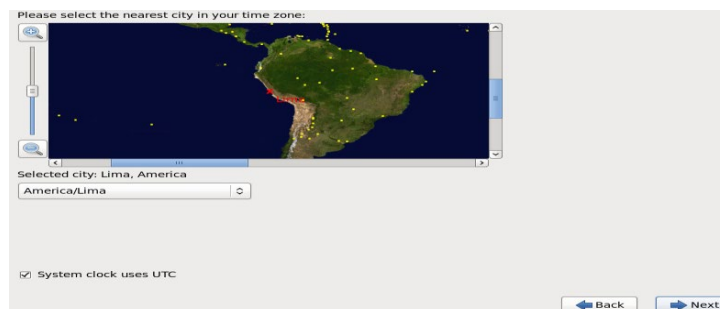 Please select the nearest city in your time zone:
Selected city: Lima, America
America/Lima
System clock uses UTC
Back
Next